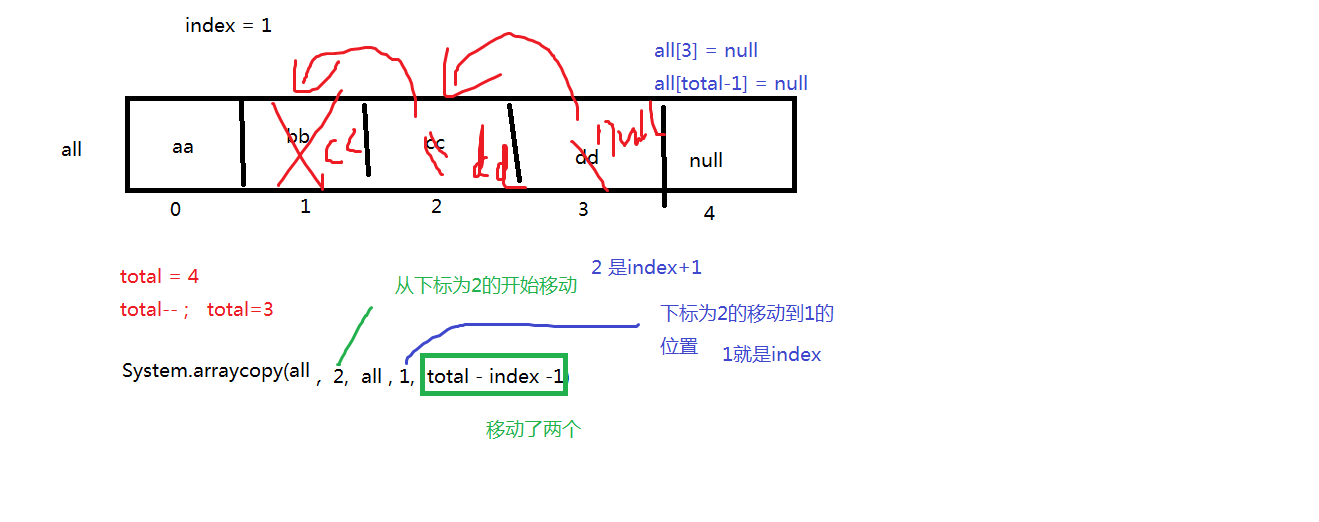 index = 1
all[3] = null
all[total-1] = null
all
aa
bb
cc
cc
dd
dd
null
null
0
1
2
3
4
total = 4
total-- ; total=3
从下标为2的开始移动
2 是index+1
下标为2的移动到1的
位置
1就是index
System.arraycopy(all , 2, all , 1, total - index -1)
移动了两个